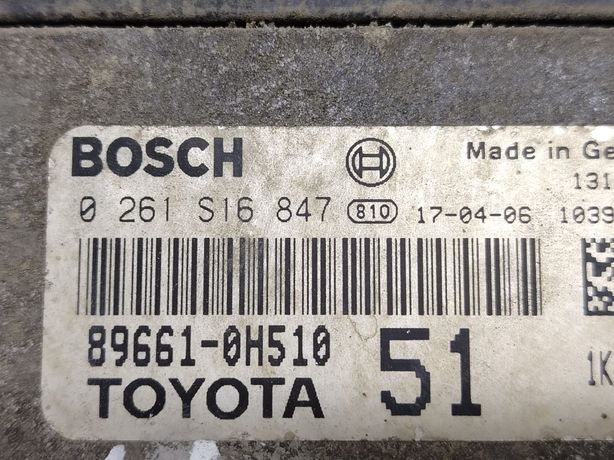 BOSCH Made in Ge
131
0 261 S16 847 810 17-04-06 1039
89661-0H510 51 1K
TOYOTA